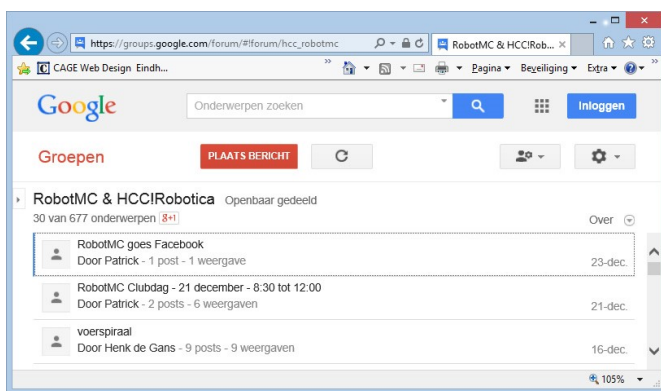 https://groups.google.com/forum/#!forum/hcc_robotmc
RobotMC & HCC!Rob...
CAGE Web Design Eindh...
Pagina
Beveiliging
Extra
Google
Onderwerpen zoeken
Inloggen
Groepen
PLAATS BERICHT
RobotMC & HCC!Robotica Openbaar gedeeld
30 van 677 onderwerpen g+1
Over
RobotMC goes Facebook
Door Patrick - 1 post - 1 weergave
23-dec.
RobotMC Clubdag - 21 december - 8:30 tot 12:00
Door Patrick - 2 posts - 6 weergaven
21-dec.
voerspiraal
Door Henk de Gans - 9 posts - 9 weergaven
16-dec.
105%